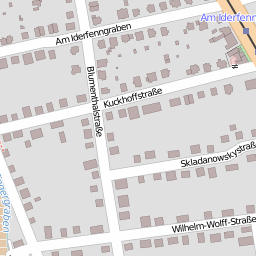 Am Iderfenngraben
Am Iderfenn
Blumenthalstraße
Kuckhoffstraße
Skladanowskystraße
Wilhelm-Wolff-Straße